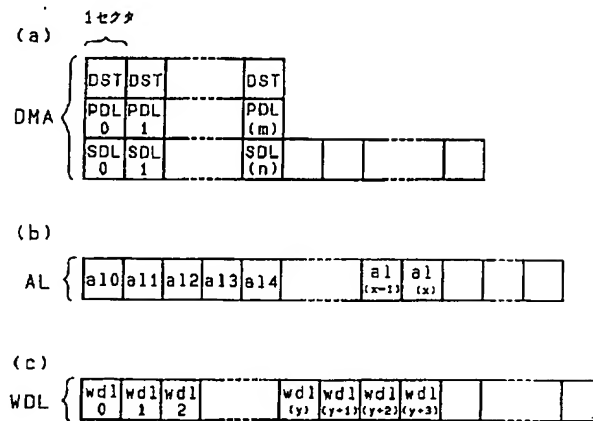 1セクタ
(a)
DMA
DST DST DST
PDL 0 PDL 1 PDL (m)
SDL 0 SDL 1 SDL (n)
(b)
AL
al0 al1 al2 al3 al4 al (x-1) al (x)
(c)
WDL
wdl 0 wdl 1 wdl 2 wdl (y) wdl (y+1) wdl (y+2) wdl (y+3)